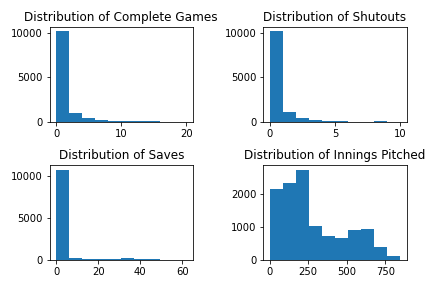 Distribution of Complete Games
10000
5000
0
0 10 20
Distribution of Shutouts
10000
5000
0
0 5 10
Distribution of Saves
10000
5000
0
0 20 40 60
Distribution of Innings Pitched
2000
1000
0
0 250 500 750